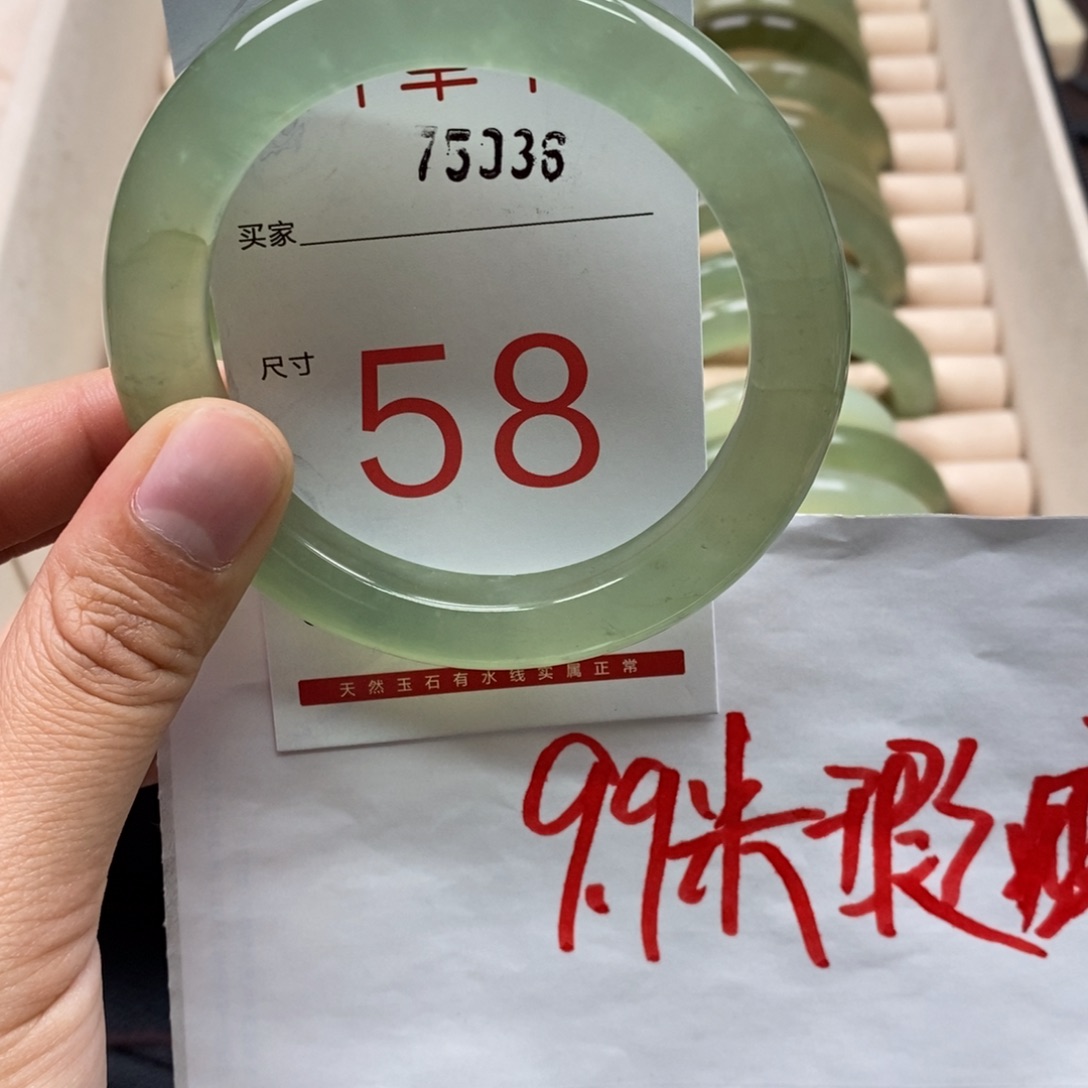 75036
买家
尺寸 58
天然玉石有水线实属正常
9.9米瑕